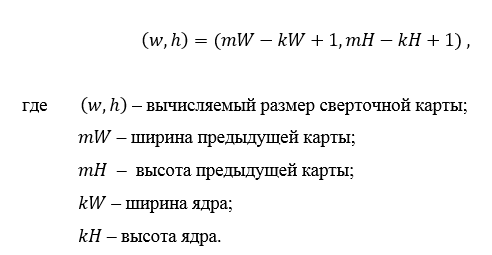 (w, h) = (mW − kW + 1, mH − kH + 1) ,
где (w, h) – вычисляемый размер сверточной карты;
mW – ширина предыдущей карты;
mH – высота предыдущей карты;
kW – ширина ядра;
kH – высота ядра.